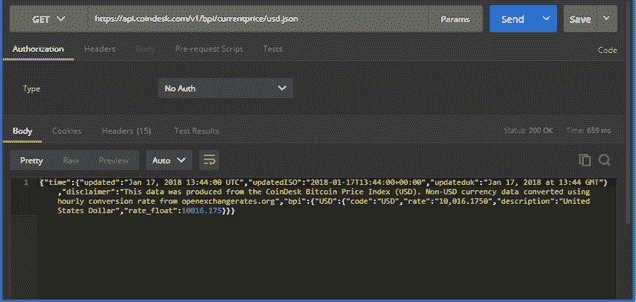 GET https://api.coindesk.com/v1/bpi/currentprice/usd.json Params Send Save
Authorization Headers Body Pre-request Script Tests Code
Type No Auth
Body Cookies Headers (15) Test Results Status: 200 OK Time: 659 ms
Pretty Raw Preview Auto
1 {"time":{"updated":"Jan 17, 2018 13:44:00 UTC","updatedISO":"2018-01-17T13:44:00+00:00","updateduk":"Jan 17, 2018 at 13:44 GMT"}
,"disclaimer":"This data was produced from the CoinDesk Bitcoin Price Index (USD). Non-USD currency data converted using
hourly conversion rate from openexchangerates.org","bpi":{"USD":{"code":"USD","rate":"10,016.1750","description":"United
States Dollar","rate_float":10016.175}}}